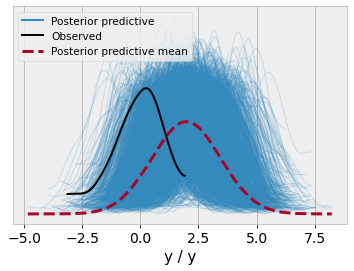 Posterior predictive
Observed
Posterior predictive mean
−5.0 −2.5 0.0 2.5 5.0 7.5
y / y